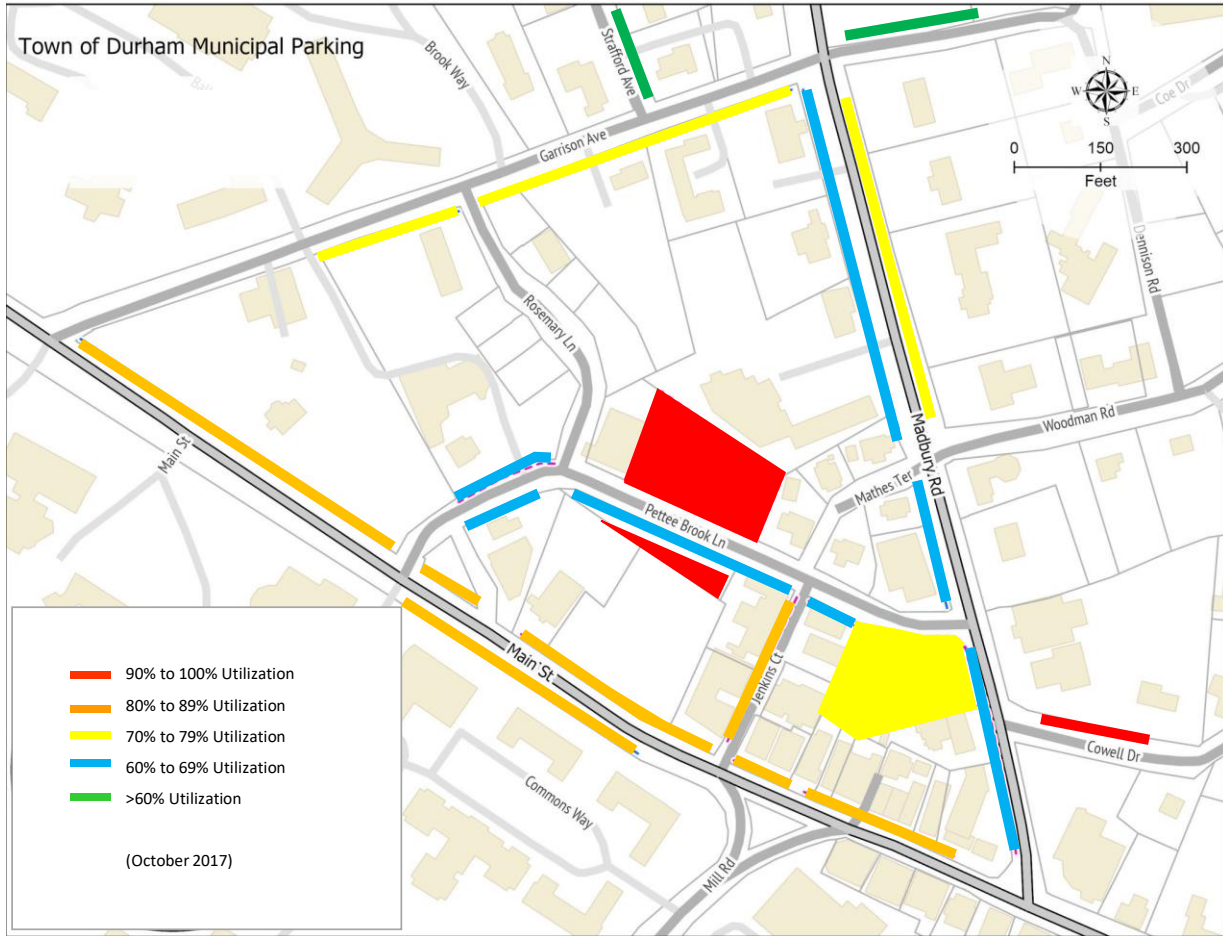 Town of Durham Municipal Parking
Brook Way
Strafford Ave
Garrison Ave
N
W E
S
Coe Dr
0 150 300
Feet
Dennison Rd
Rosemary Ln
Madbury Rd
Woodman Rd
Main St
Mathes Ter
Pettee Brook Ln
Main St
Jenkins Ct
Cowell Dr
Commons Way
Mill Rd
90% to 100% Utilization
80% to 89% Utilization
70% to 79% Utilization
60% to 69% Utilization
>60% Utilization
(October 2017)